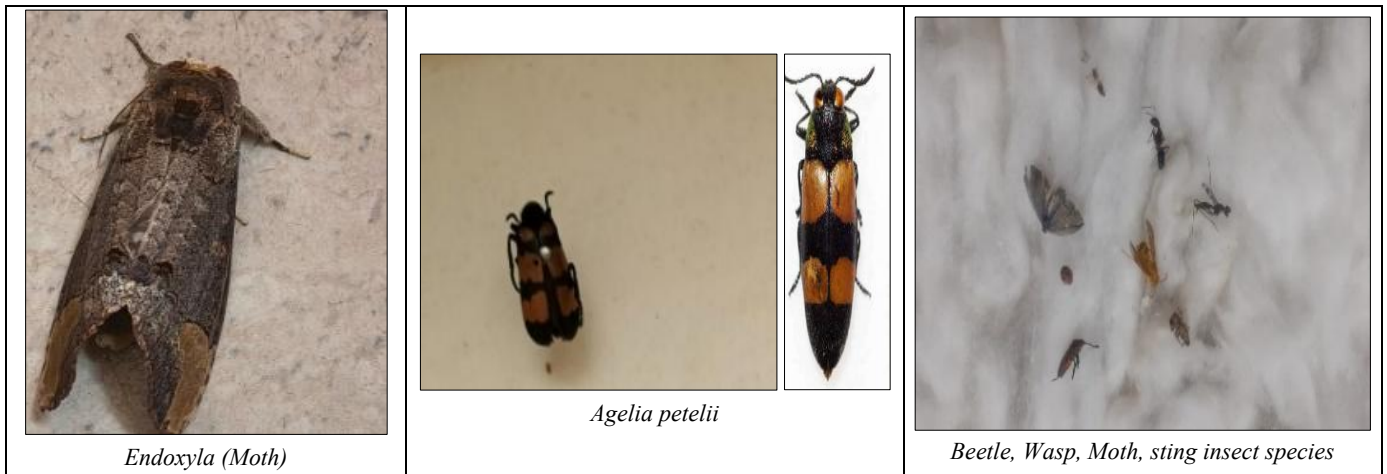 Endoxyla (Moth)
Agelia petelii
Beetle, Wasp, Moth, sting insect species